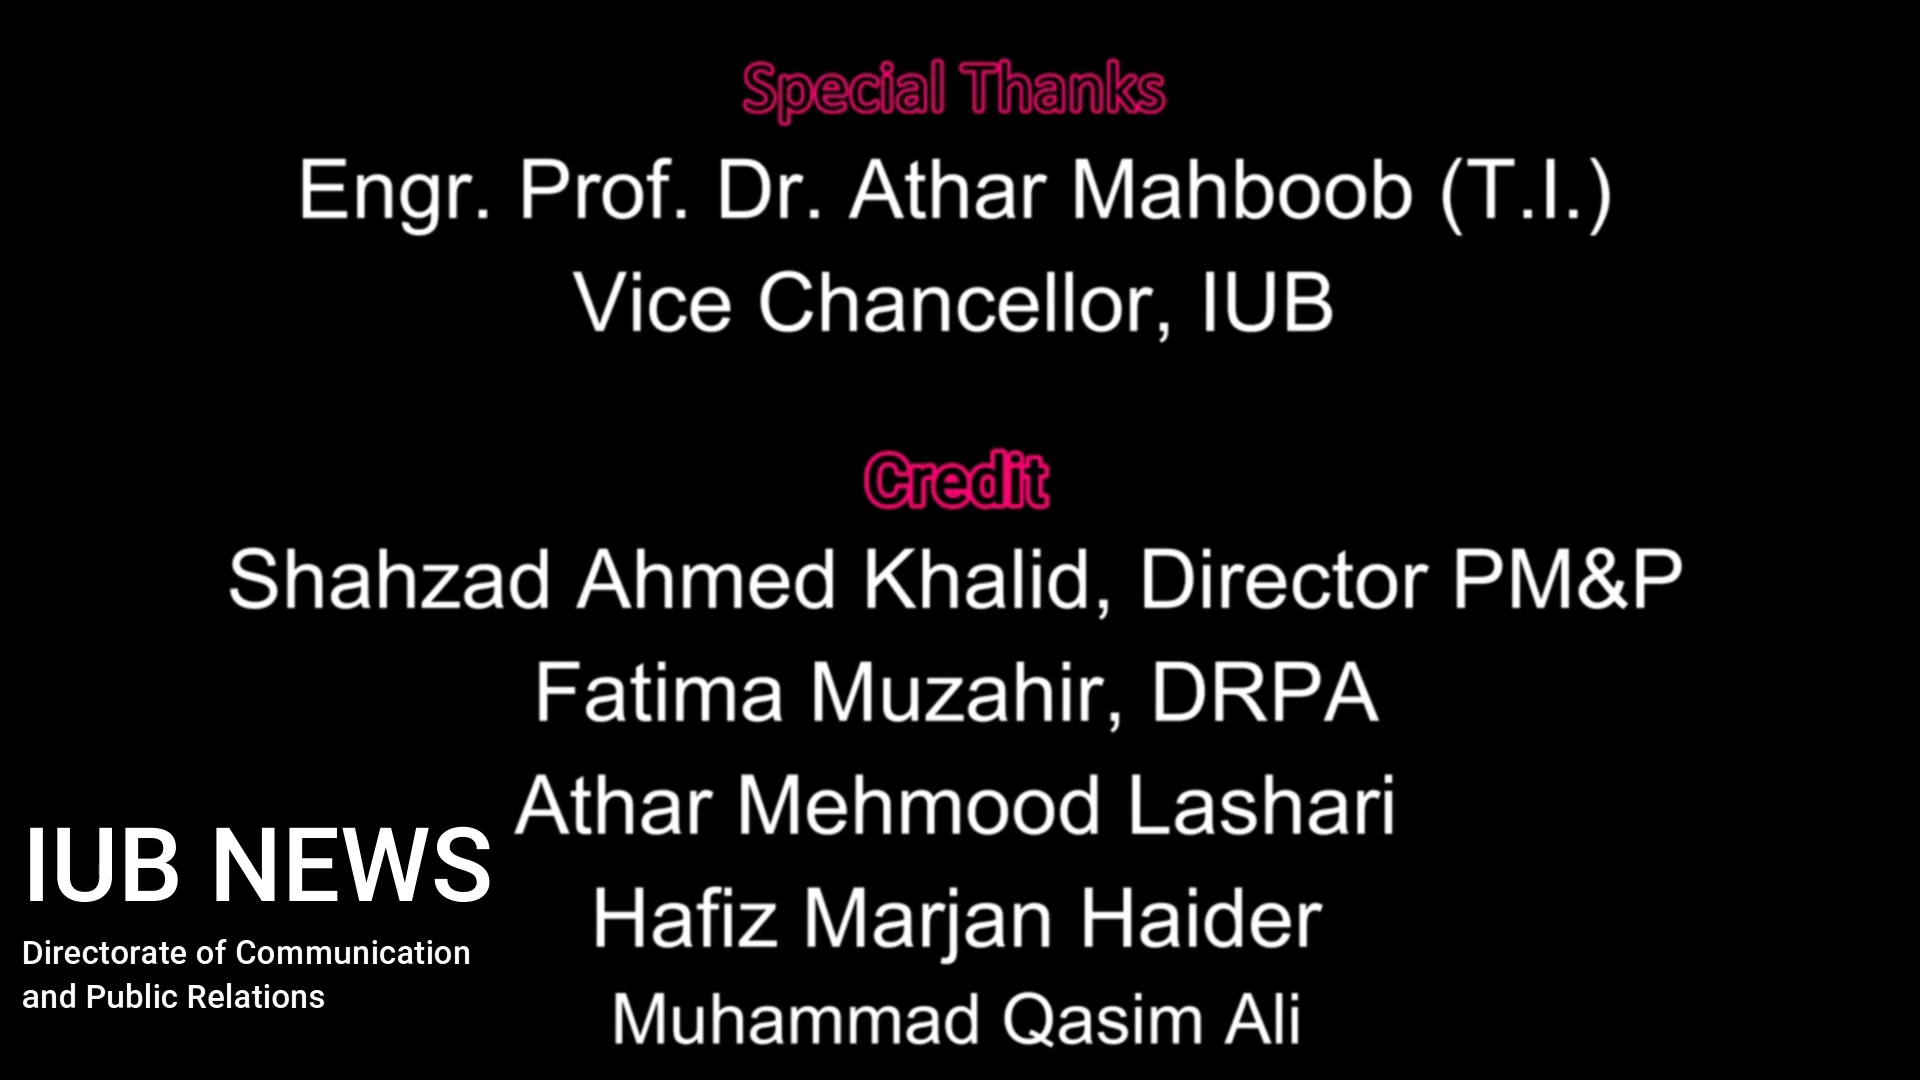 Special Thanks
Engr. Prof. Dr. Athar Mahboob (T.I.)
Vice Chancellor, IUB
Credit
Shahzad Ahmed Khalid, Director PM&P
Fatima Muzahir, DRPA
Athar Mehmood Lashari
Hafiz Marjan Haider
Muhammad Qasim Ali
IUB NEWS
Directorate of Communication
and Public Relations